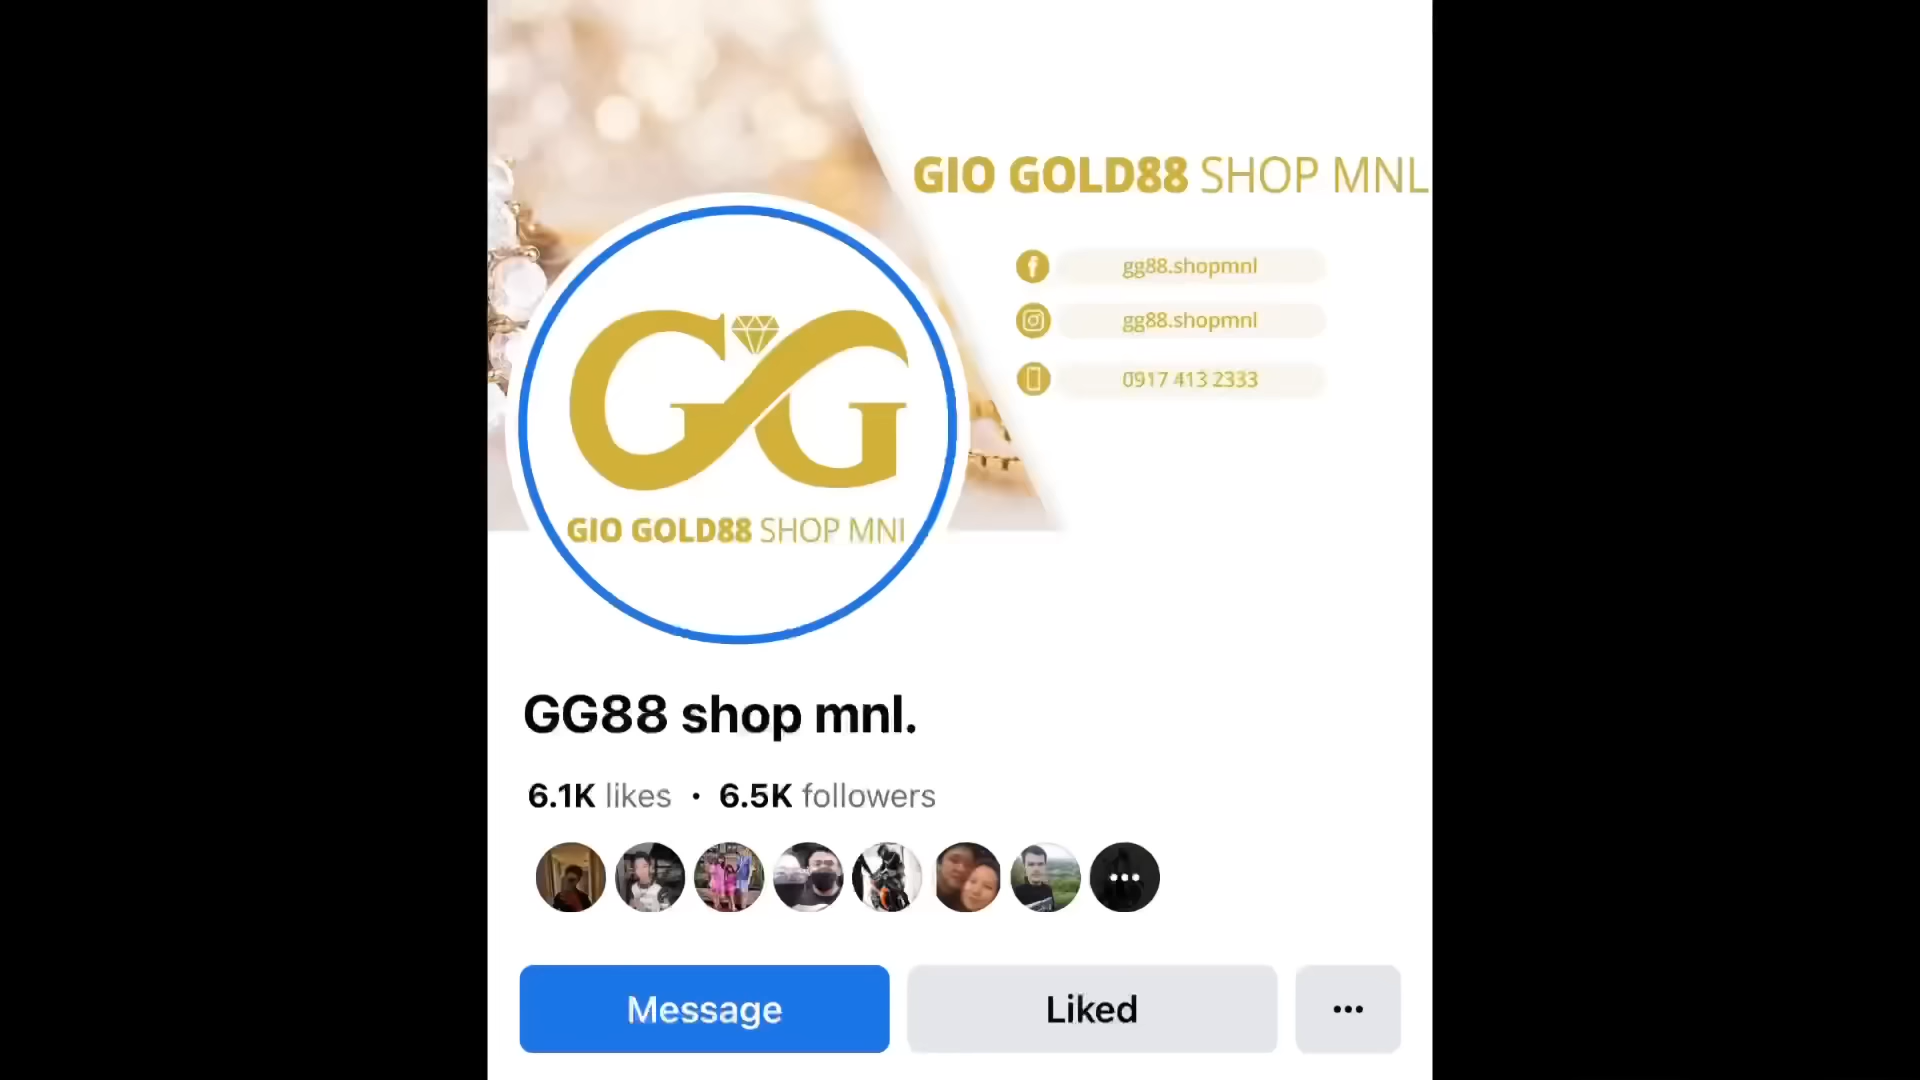 GIO GOLD88 SHOP MNL
gg88.shopmnl
gg88.shopmnl
0917 413 2333
GG
GIO GOLD88 SHOP MNL
GG88 shop mnl.
6.1K likes · 6.5K followers
Message
Liked